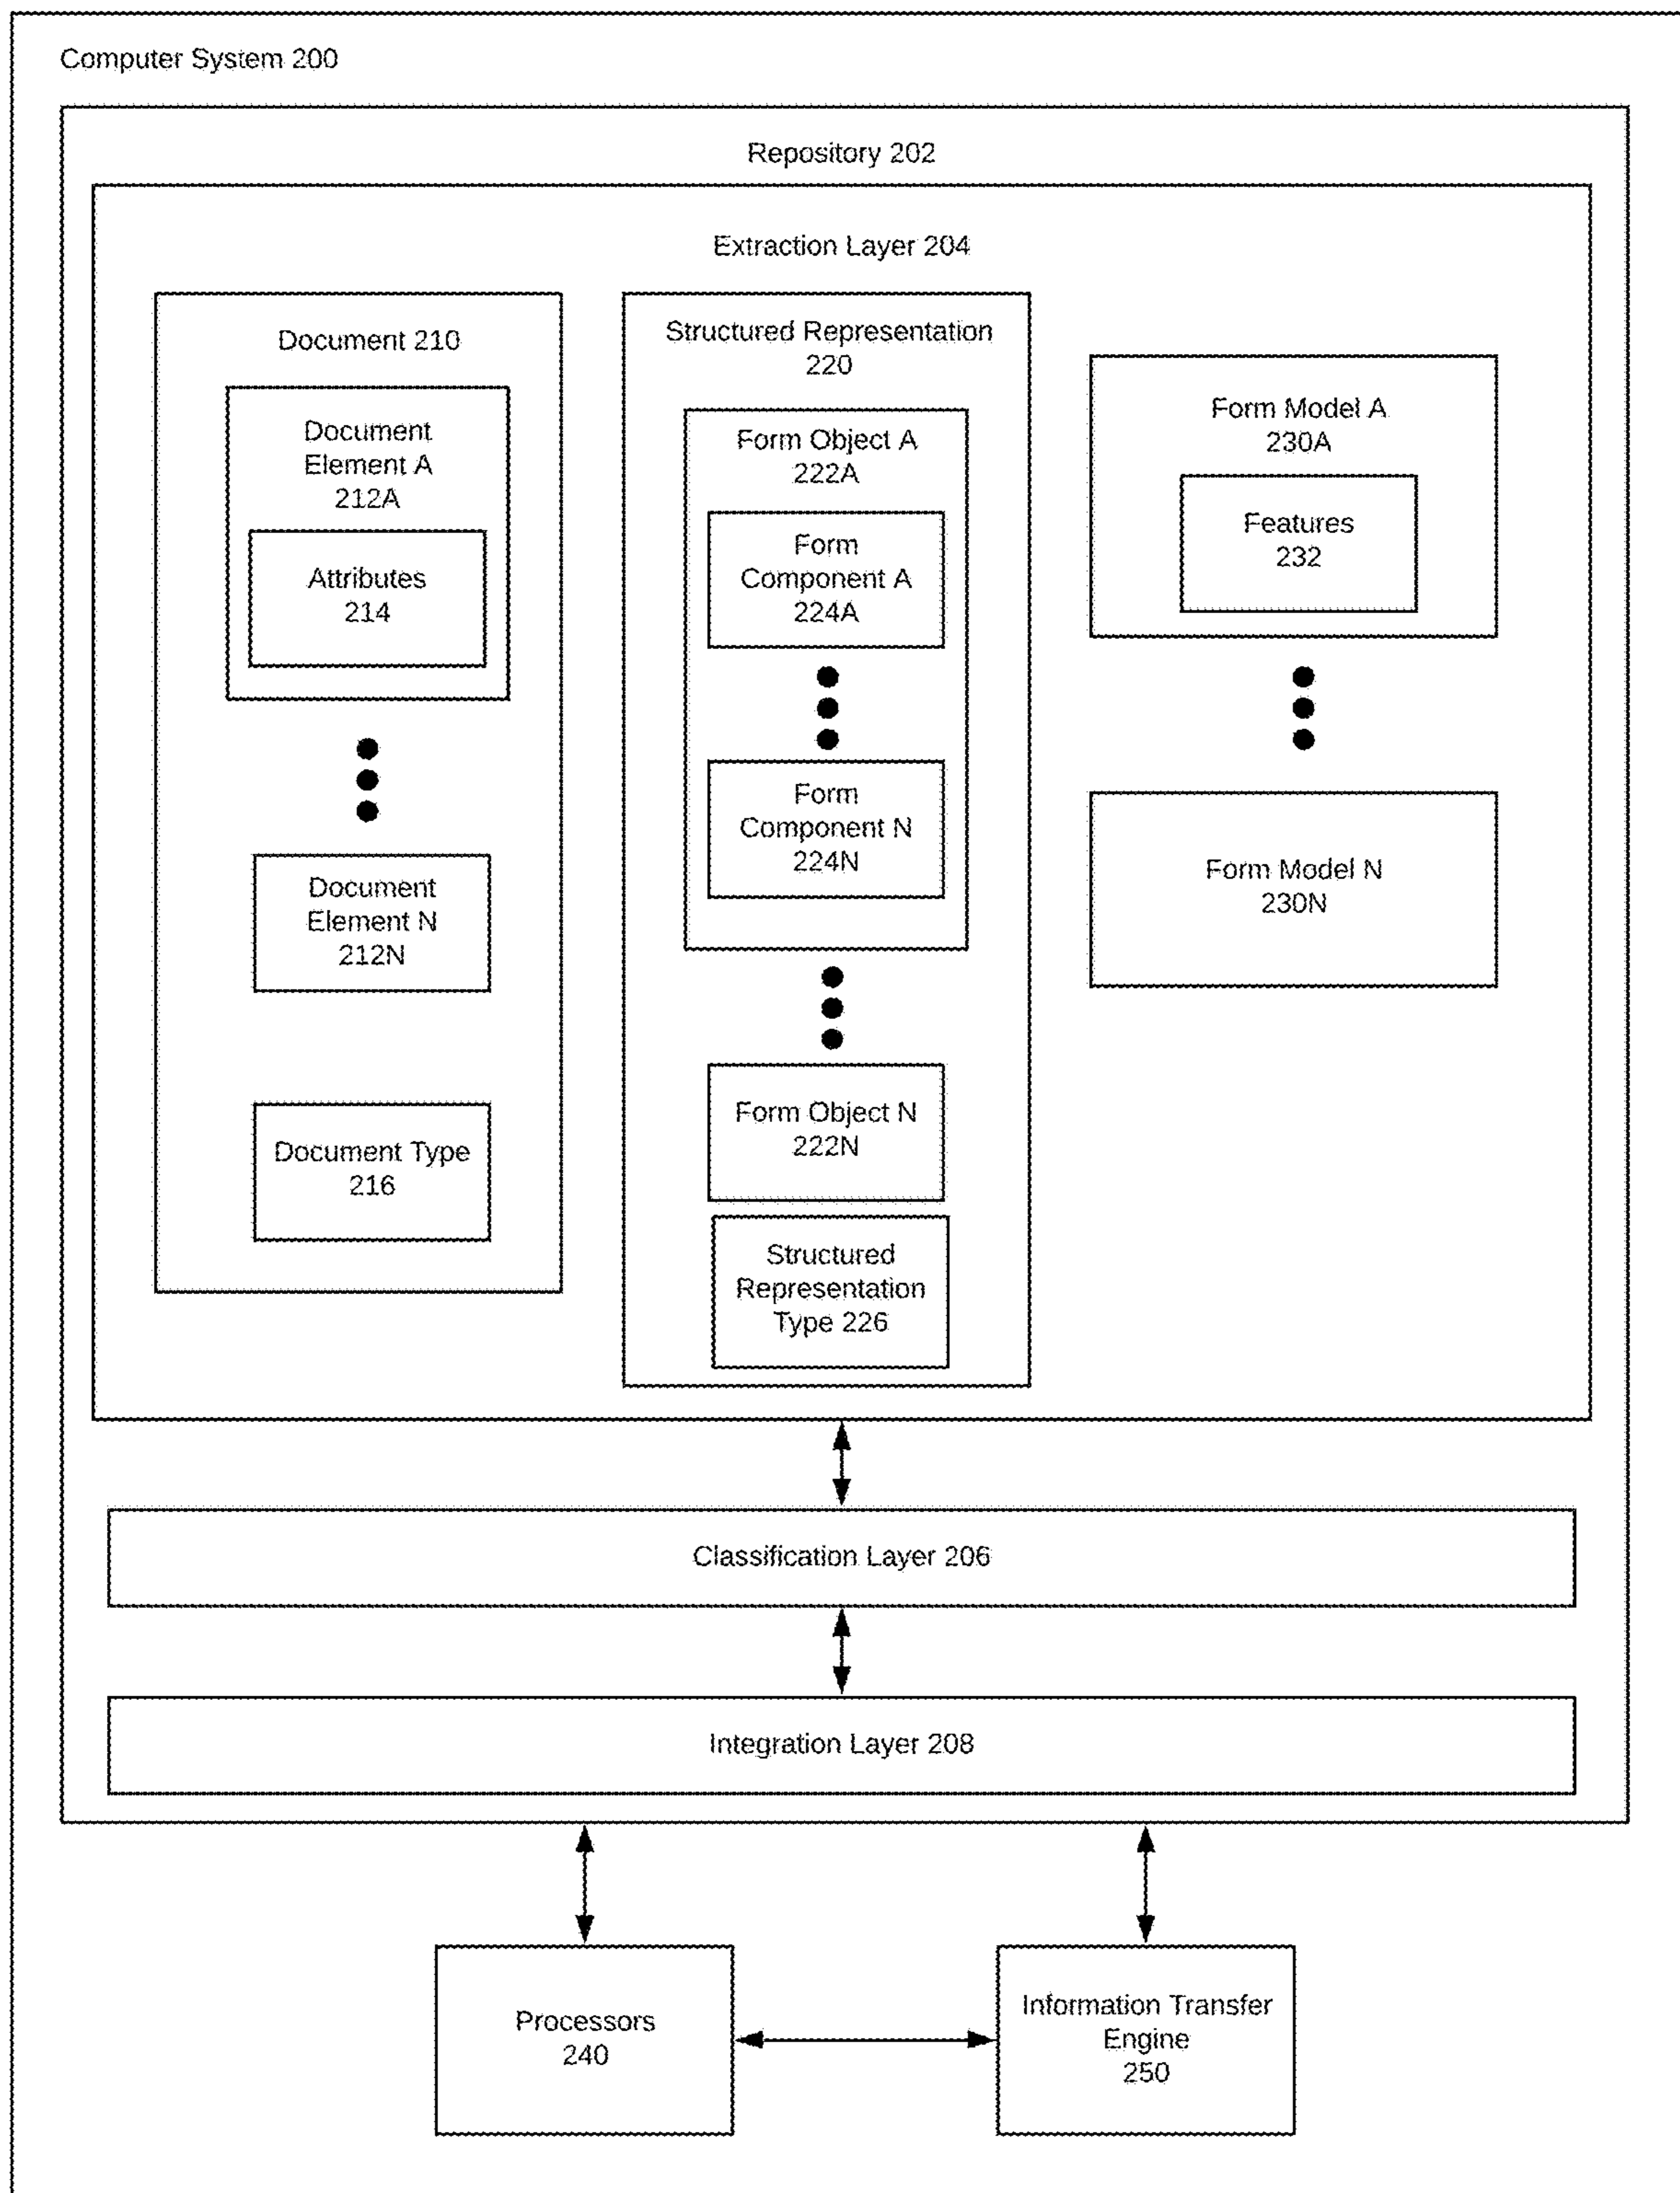 Computer System 200
Repository 202
Extraction Layer 204
Document 210
Document
Element A
212A
Attributes
214
Document
Element N
212N
Document Type
216
Structured Representation
220
Form Object A
222A
Form
Component A
224A
Form
Component N
224N
Form Object N
222N
Structured
Representation
Type 226
Form Model A
230A
Features
232
Form Model N
230N
Classification Layer 206
Integration Layer 208
Processors
240
Information Transfer
Engine
250